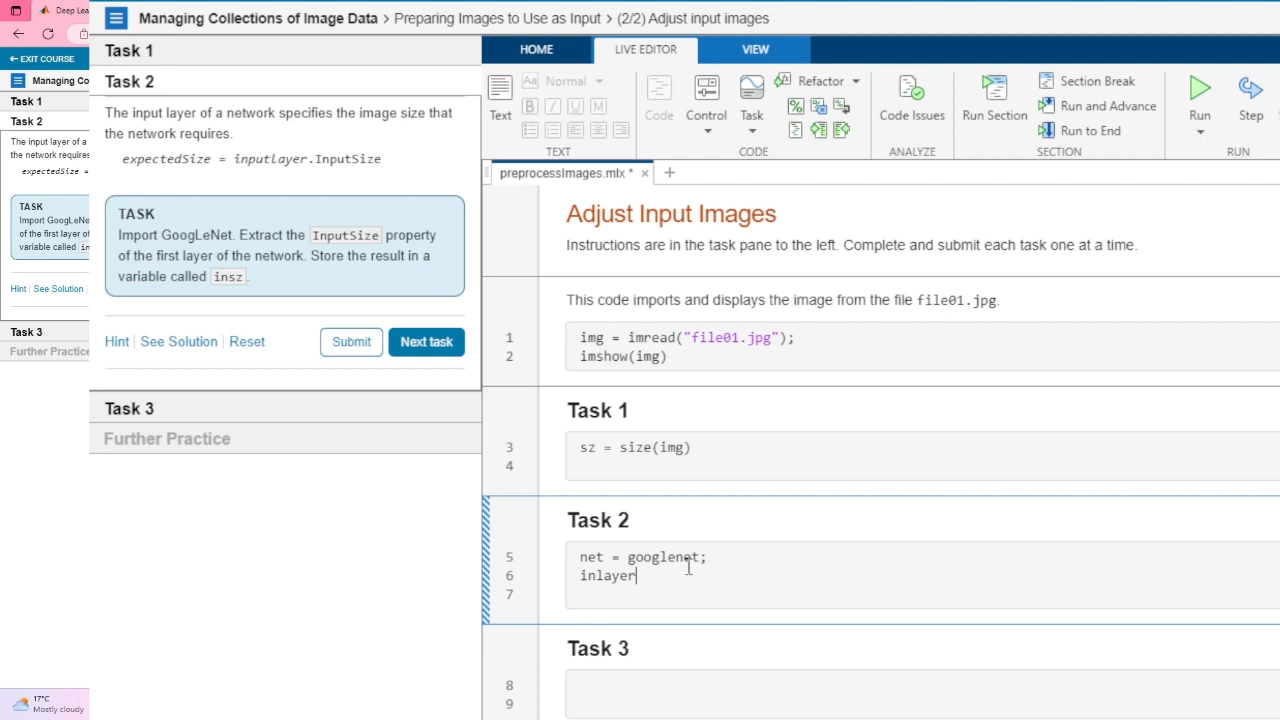 Deep Lea
EXIT COURSE
Managing Co
Task 1
Task 2
The input layer of a
the network requires
expectedSize =
TASK
Import GoogLeNet
of the first layer of
variable called in
Hint See Solution
Task 3
Further Practice
17°C
Mostly cloudy
Managing Collections of Image Data > Preparing Images to Use as Input > (2/2) Adjust input images
Task 1
Task 2
The input layer of a network specifies the image size that
the network requires.
expectedSize = inputlayer.InputSize
TASK
Import GoogLeNet. Extract the InputSize property
of the first layer of the network. Store the result in a
variable called insz.
Hint | See Solution | Reset
Submit
Next task
Task 3
Further Practice
HOME
LIVE EDITOR
VIEW
Text
Aa Normal
B I U M
TEXT
Code
Control
Task
Refactor
CODE
Code Issues
ANALYZE
Run Section
Section Break
Run and Advance
Run to End
SECTION
Run
Step
RUN
preprocessImages.mlx * × +
Adjust Input Images
Instructions are in the task pane to the left. Complete and submit each task one at a time.
This code imports and displays the image from the file file01.jpg.
1 img = imread("file01.jpg");
2 imshow(img)
Task 1
3 sz = size(img)
4
Task 2
5 net = googlenet;
6 inlayer
7
Task 3
8
9